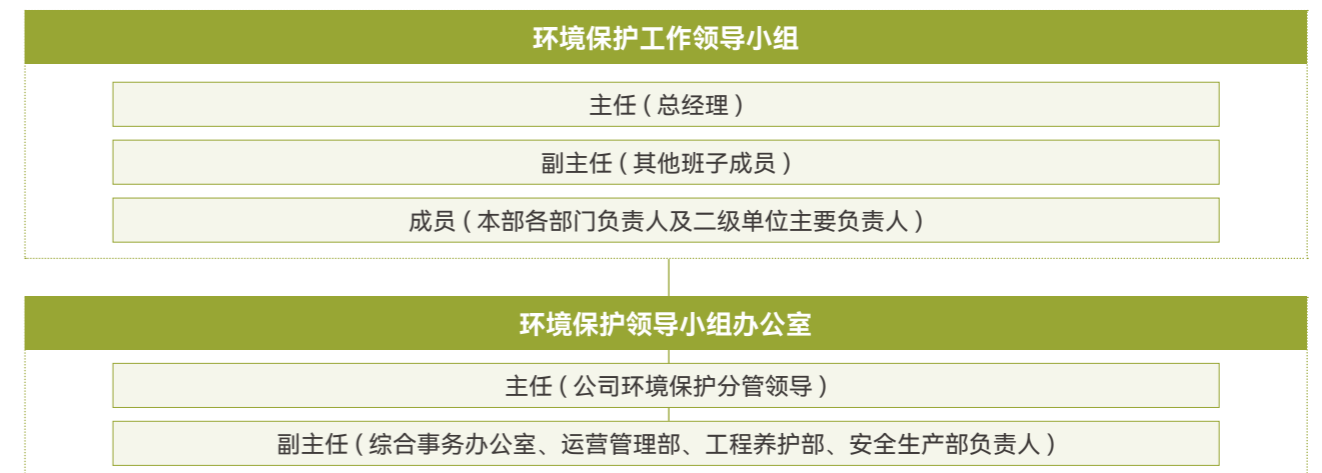 环境保护工作领导小组
主任 ( 总经理 )
副主任 ( 其他班子成员 )
成员 ( 本部各部门负责人及二级单位主要负责人 )
环境保护领导小组办公室
主任 ( 公司环境保护分管领导 )
副主任 ( 综合事务办公室、运营管理部、工程养护部、安全生产部负责人 )